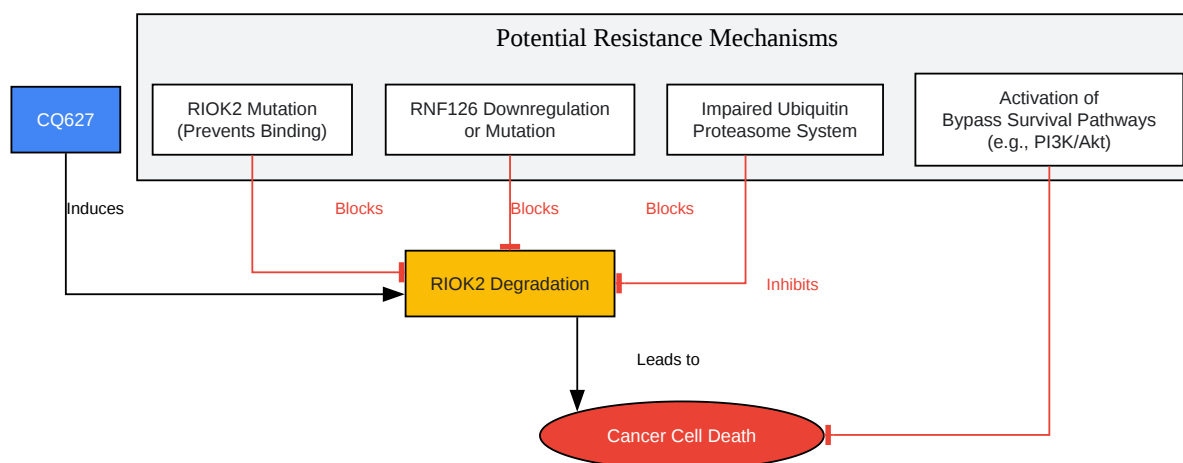 Potential Resistance Mechanisms
CQ627
RIOK2 Mutation
(Prevents Binding)
RNF126 Downregulation
or Mutation
Impaired Ubiquitin
Proteasome System
Activation of
Bypass Survival Pathways
(e.g., PI3K/Akt)
Induces
Blocks
Blocks
Blocks
RIOK2 Degradation
Inhibits
Leads to
Cancer Cell Death